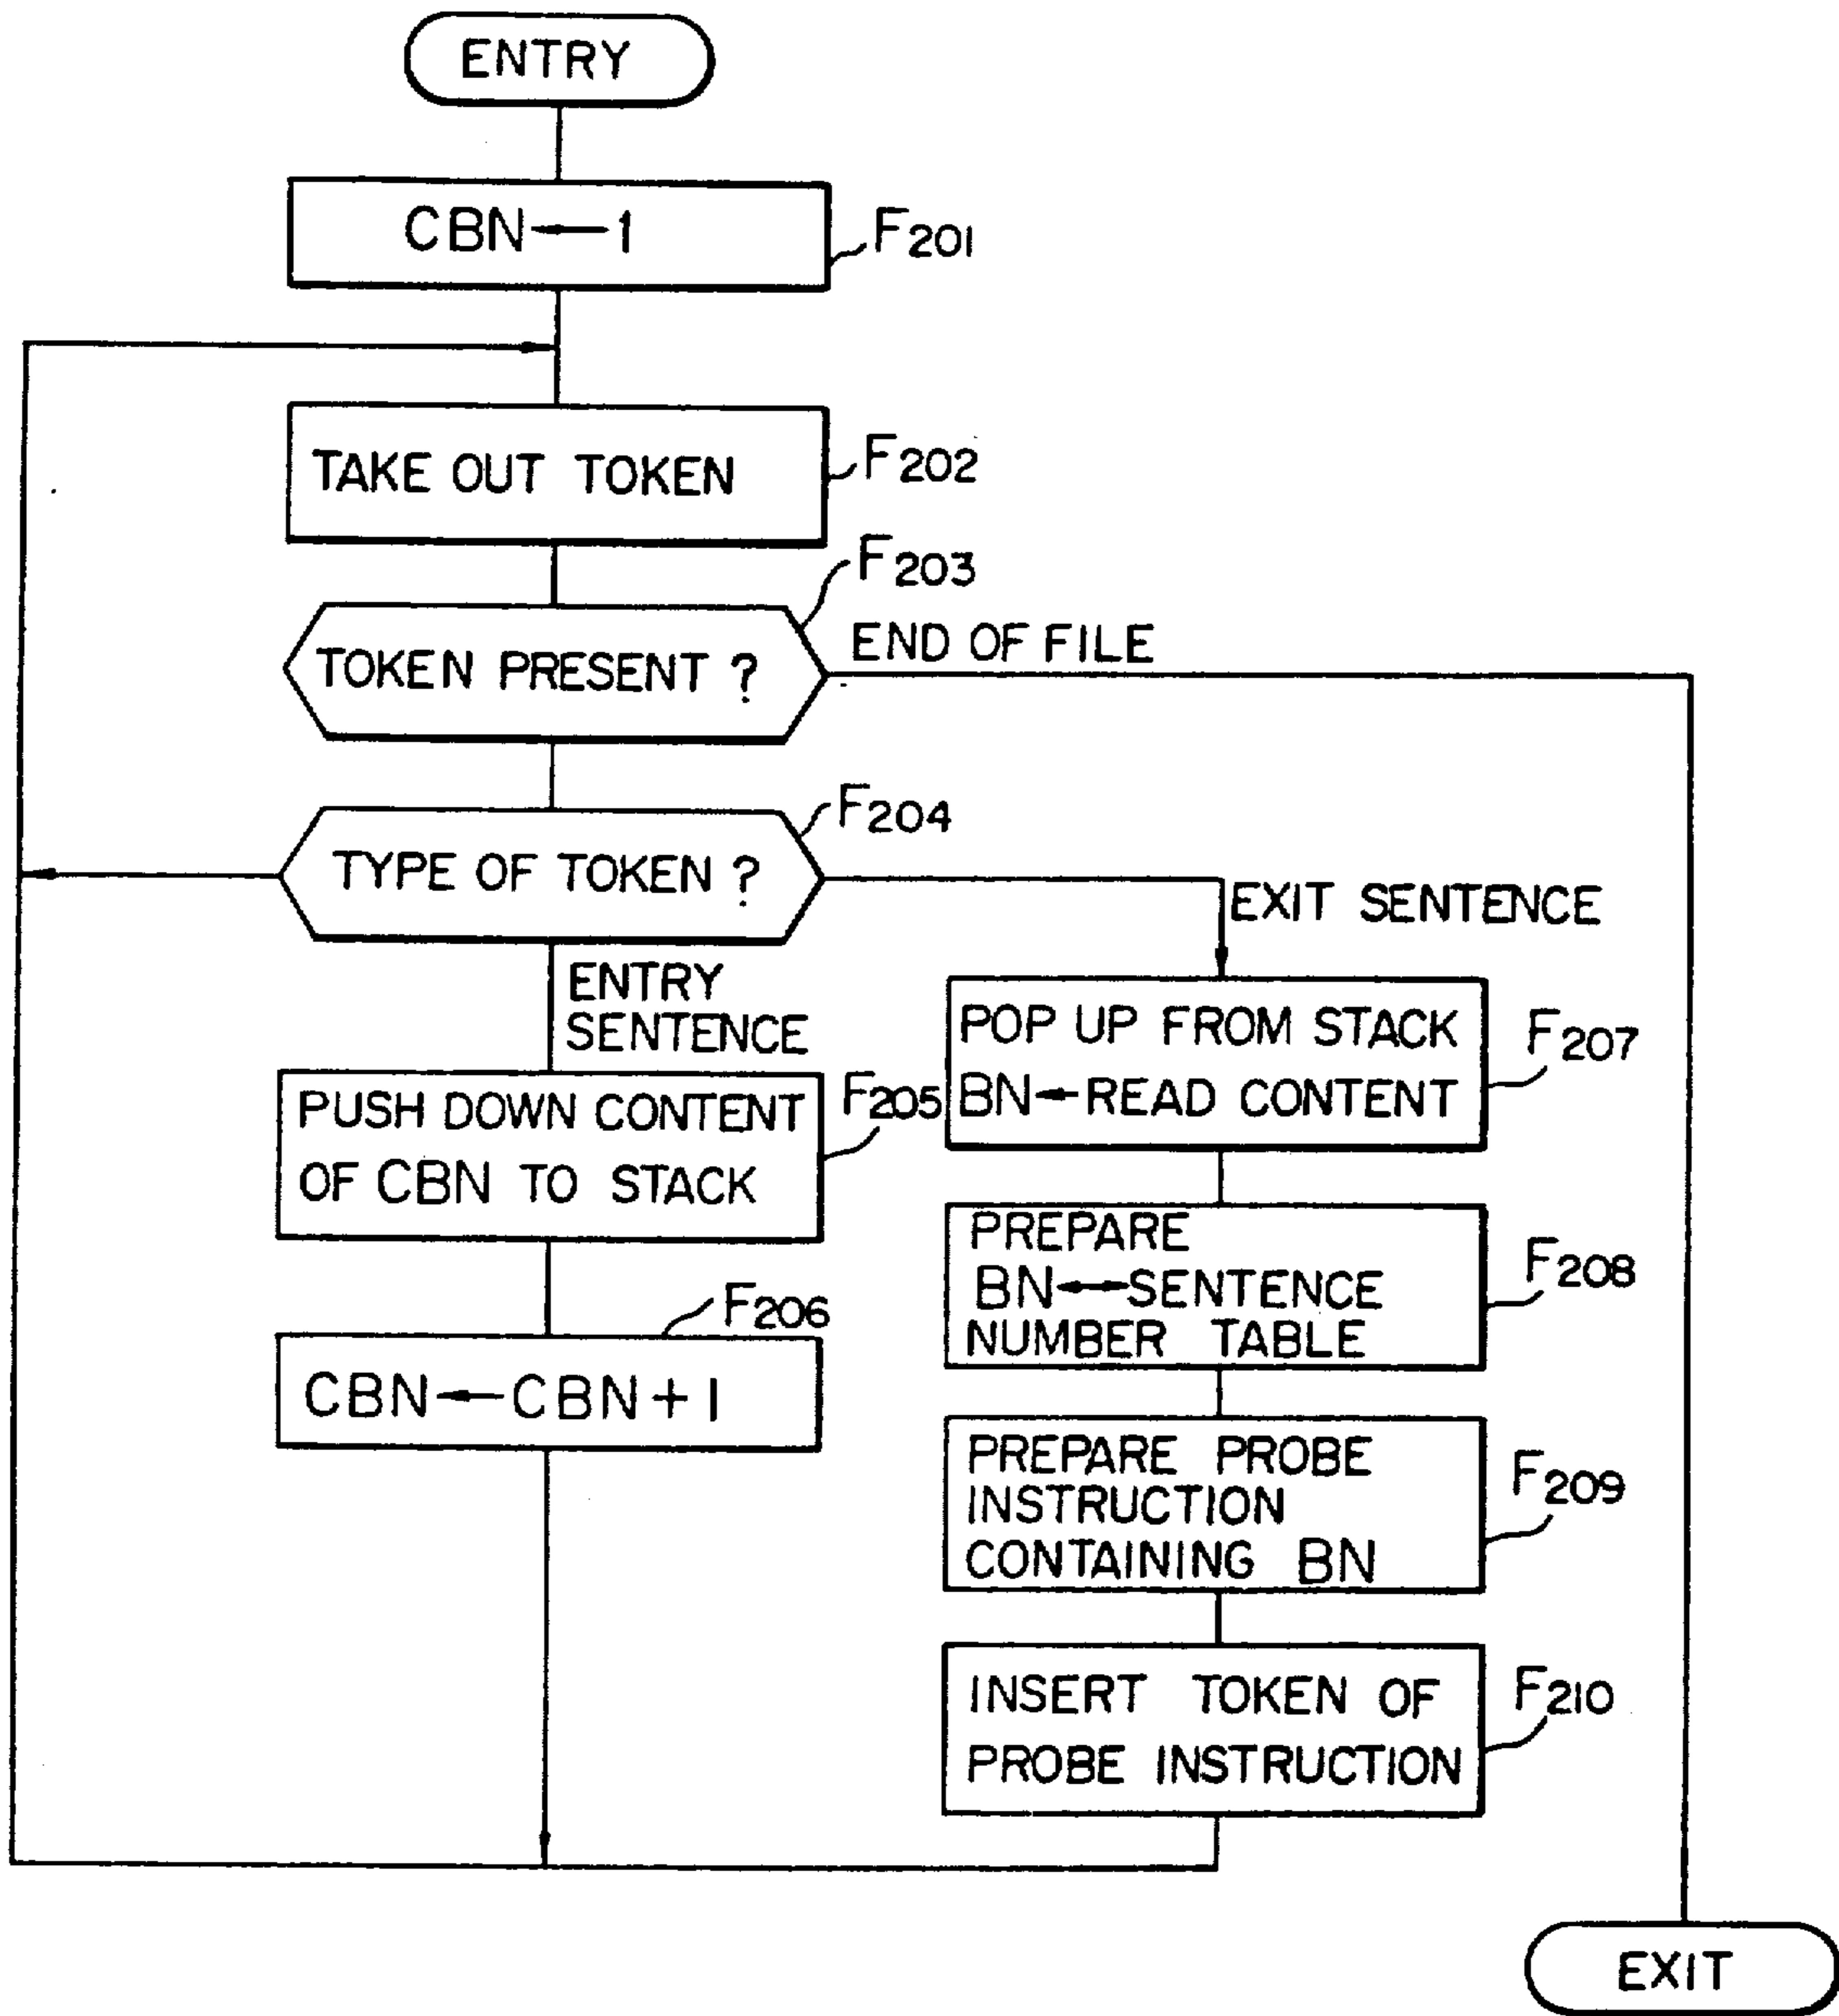 ENTRY
CBN←1
F201
TAKE OUT TOKEN
F202
F203
TOKEN PRESENT ?
END OF FILE
F204
TYPE OF TOKEN ?
EXIT SENTENCE
ENTRY
SENTENCE
PUSH DOWN CONTENT
OF CBN TO STACK
F205
F206
CBN←CBN+1
POP UP FROM STACK
BN←READ CONTENT
F207
PREPARE
BN↔SENTENCE
NUMBER TABLE
F208
PREPARE PROBE
INSTRUCTION
CONTAINING BN
F209
INSERT TOKEN OF
PROBE INSTRUCTION
F210
EXIT